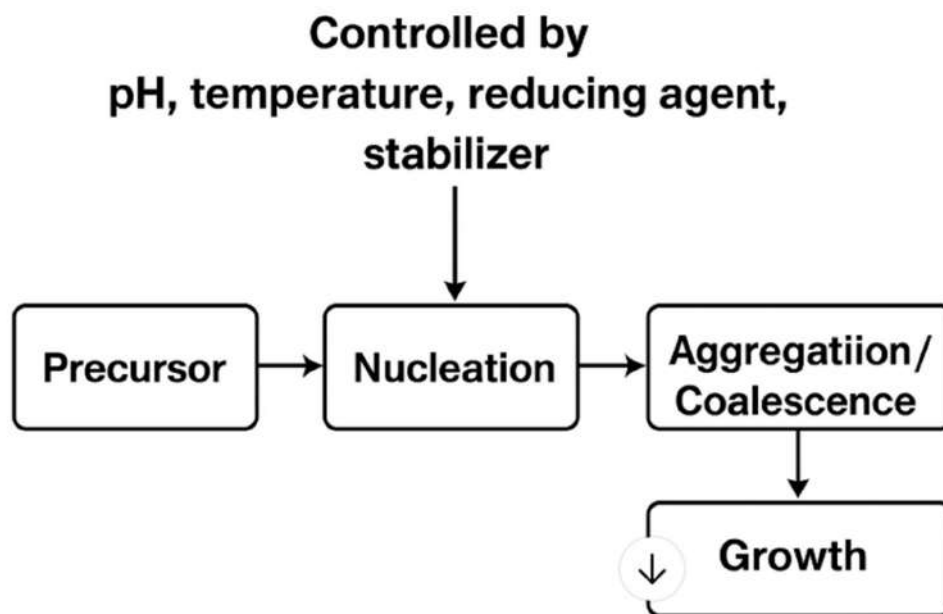 Controlled by
pH, temperature, reducing agent,
stabilizer
Precursor
Nucleation
Aggregatiion/
Coalescence
Growth